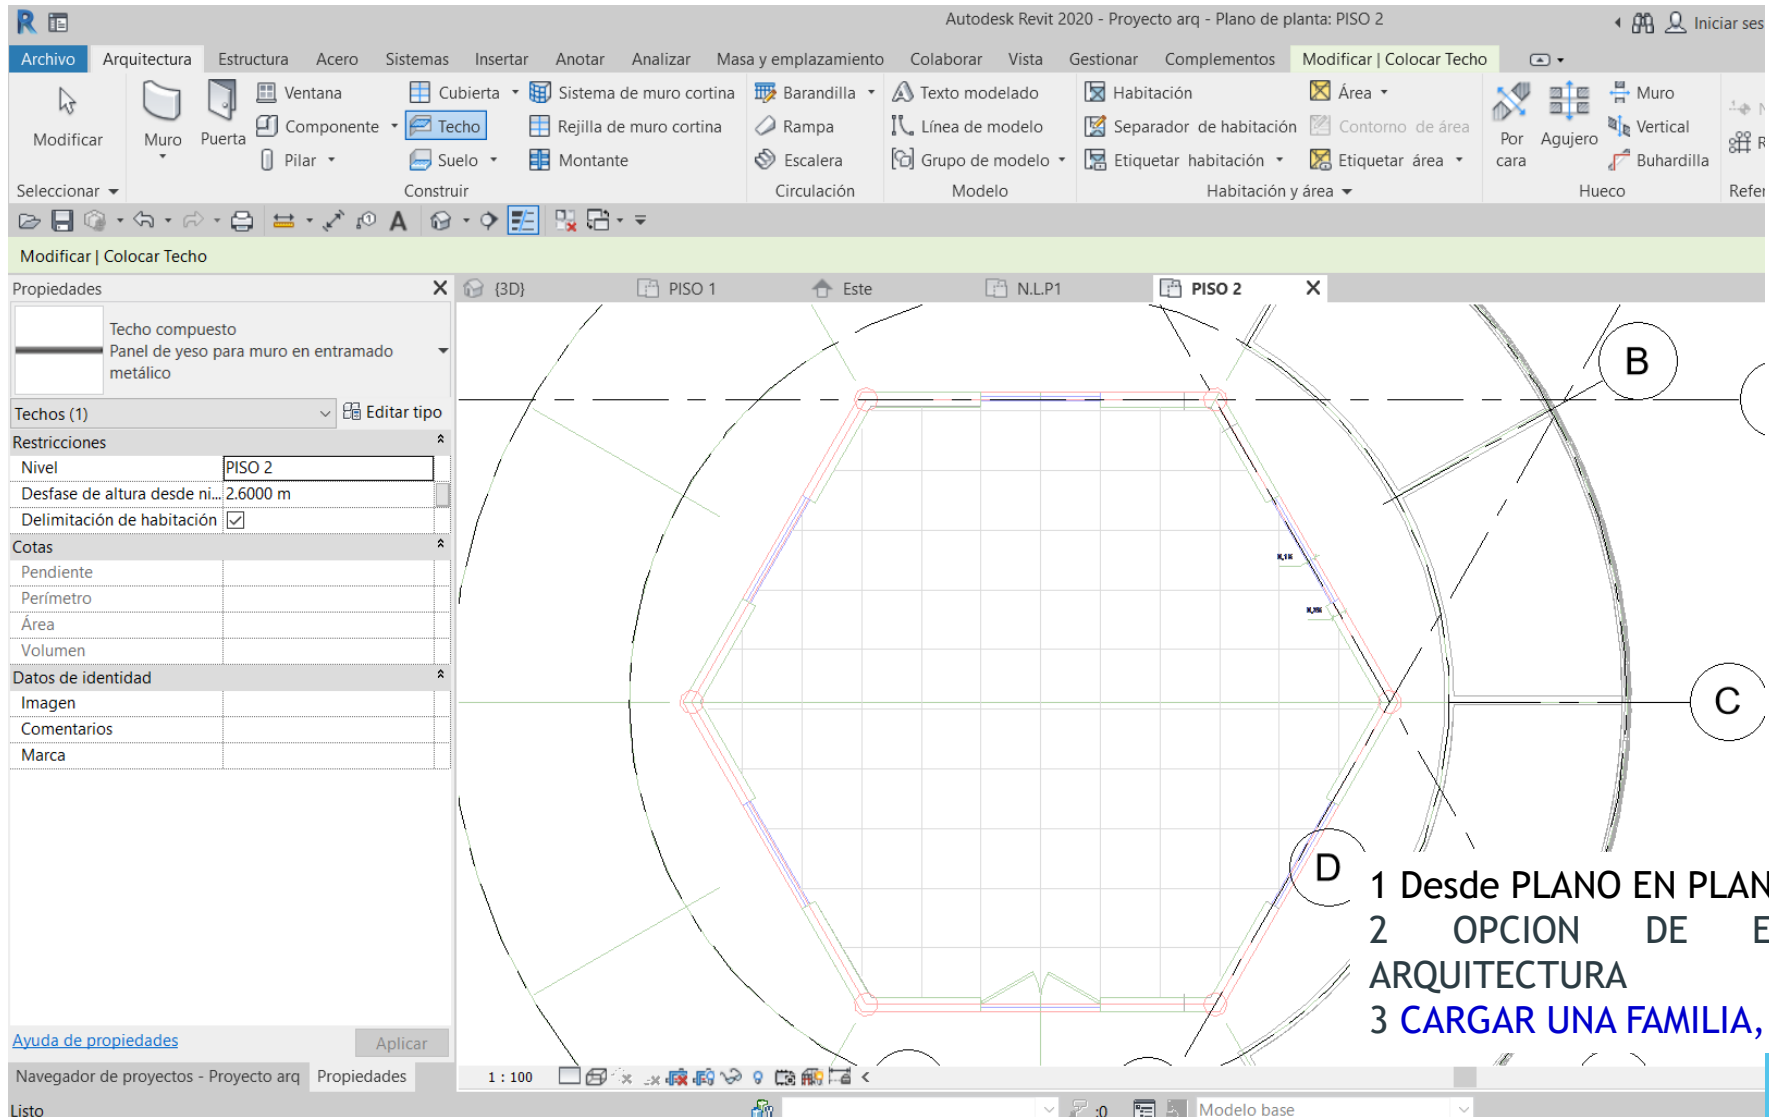 Autodesk Revit 2020 - Proyecto arq - Plano de planta: PISO 2
Iniciar ses
Archivo Arquitectura Estructura Acero Sistemas Insertar Anotar Analizar Masa y emplazamiento Colaborar Vista Gestionar Complementos Modificar | Colocar Techo
Modificar
Muro
Puerta
Ventana
Componente
Pilar
Cubierta
Techo
Suelo
Sistema de muro cortina
Rejilla de muro cortina
Montante
Barandilla
Rampa
Escalera
Texto modelado
Línea de modelo
Grupo de modelo
Habitación
Separador de habitación
Etiquetar habitación
Área
Contorno de área
Etiquetar área
Por cara
Agujero
Muro
Vertical
Buhardilla
Seleccionar Construir Circulación Modelo Habitación y área Hueco Refer
Modificar | Colocar Techo
Propiedades
{3D} PISO 1 Este N.L.P1 PISO 2
Techo compuesto
Panel de yeso para muro en entramado
metálico
Techos (1) Editar tipo
Restricciones
Nivel PISO 2
Desfase de altura desde ni... 2.6000 m
Delimitación de habitación
Cotas
Pendiente
Perímetro
Área
Volumen
Datos de identidad
Imagen
Comentarios
Marca
B
C
D
1 Desde PLANO EN PLAN
2 OPCION DE E
ARQUITECTURA
3 CARGAR UNA FAMILIA,
Ayuda de propiedades Aplicar
Navegador de proyectos - Proyecto arq Propiedades
1 : 100
Listo
:0 Modelo base